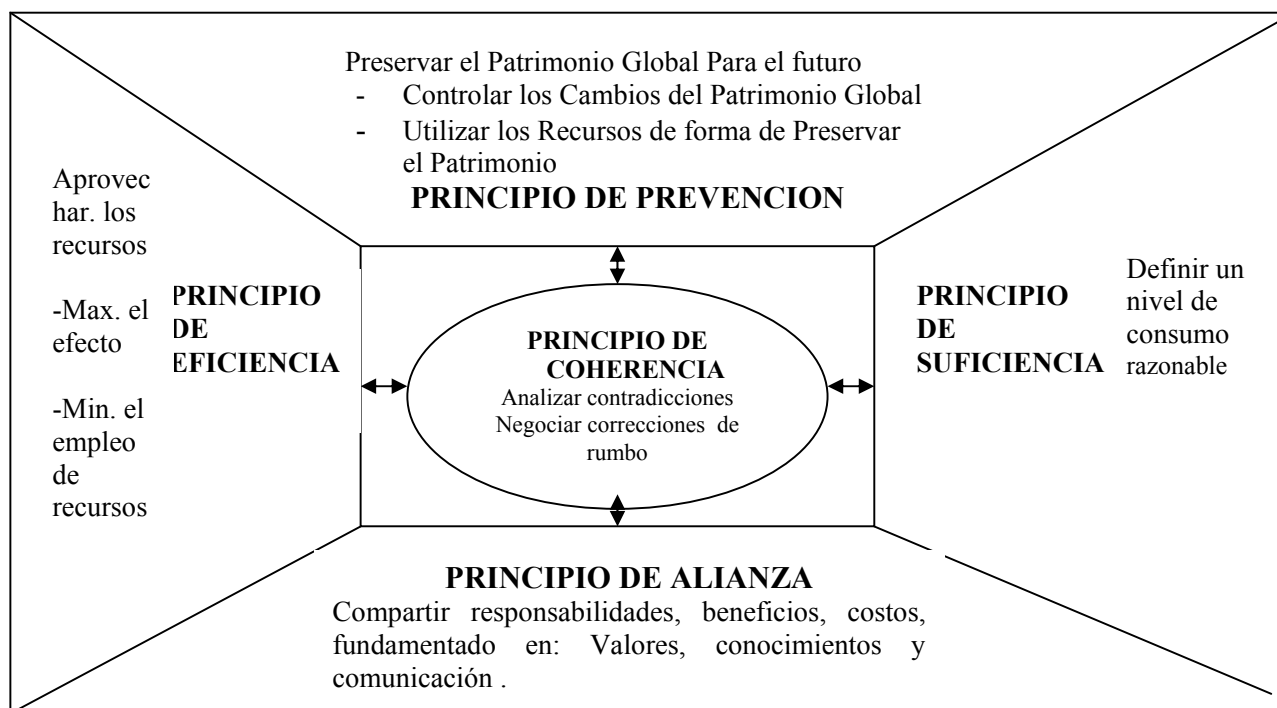 Preservar el Patrimonio Global Para el futuro
- Controlar los Cambios del Patrimonio Global
- Utilizar los Recursos de forma de Preservar
el Patrimonio
PRINCIPIO DE PREVENCION
Aprovec
har. los
recursos
-Max. el
efecto
-Min. el
empleo
de
recursos
PRINCIPIO
DE
EFICIENCIA
PRINCIPIO DE
COHERENCIA
Analizar contradicciones
Negociar correcciones de
rumbo
PRINCIPIO
DE
SUFICIENCIA
Definir un
nivel de
consumo
razonable
PRINCIPIO DE ALIANZA
Compartir responsabilidades, beneficios, costos,
fundamentado en: Valores, conocimientos y
comunicación .